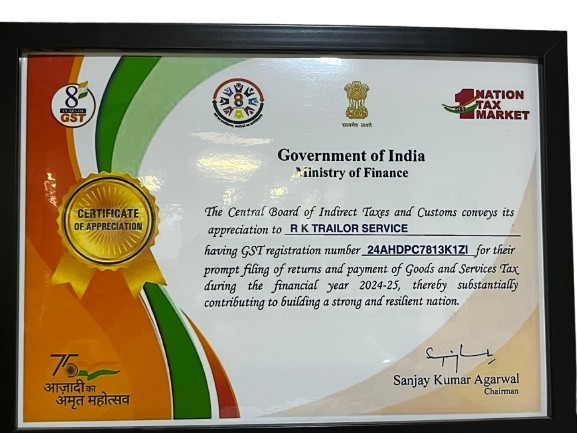 8
YEARS OF
GST
8
सत्यमेव जयते
1 NATION
TAX
MARKET
GST
Government of India
Ministry of Finance
CERTIFICATE
OF APPRECIATION
The Central Board of Indirect Taxes and Customs conveys its
appreciation to R K TRAILOR SERVICE
having GST registration number 24AHDPC7813K1ZI for their
prompt filing of returns and payment of Goods and Services Tax
during the financial year 2024-25, thereby substantially
contributing to building a strong and resilient nation.
75
आज़ादी का
अमृत महोत्सव
Sanjay Kumar Agarwal
Chairman